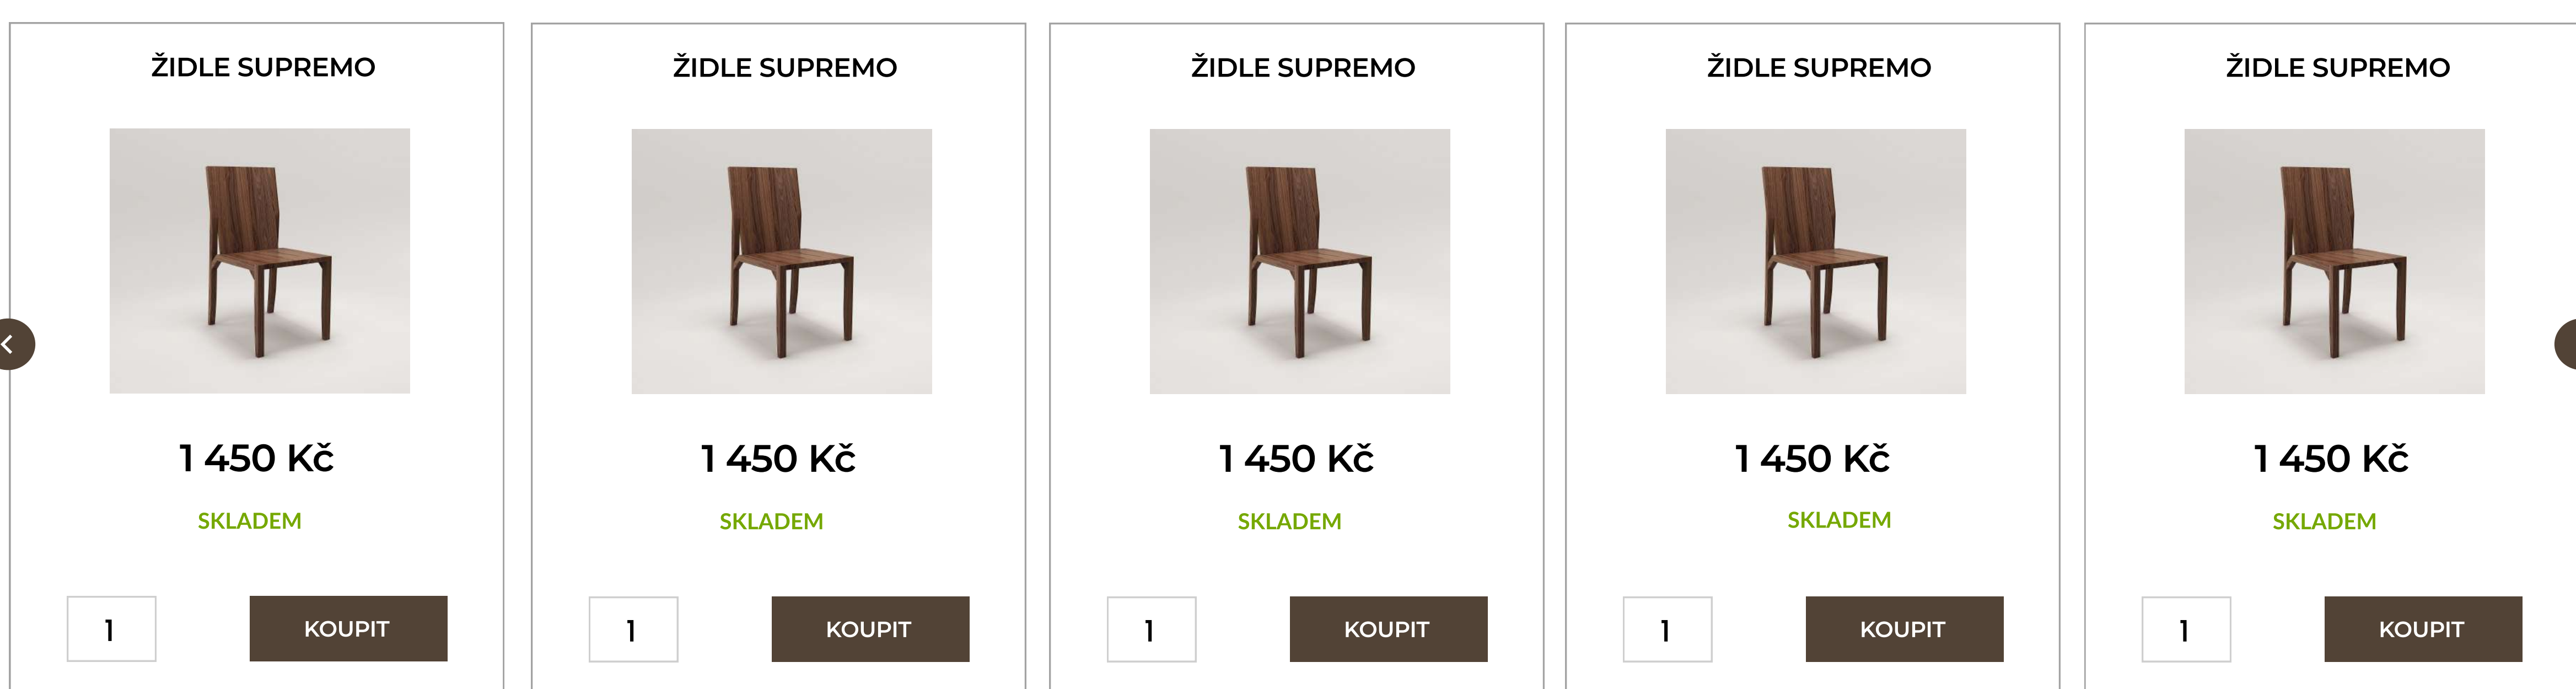 ŽIDLE SUPREMO
1 450 Kč
SKLADEM
1 KOUPIT
ŽIDLE SUPREMO
1 450 Kč
SKLADEM
1 KOUPIT
ŽIDLE SUPREMO
1 450 Kč
SKLADEM
1 KOUPIT
ŽIDLE SUPREMO
1 450 Kč
SKLADEM
1 KOUPIT
ŽIDLE SUPREMO
1 450 Kč
SKLADEM
1 KOUPIT